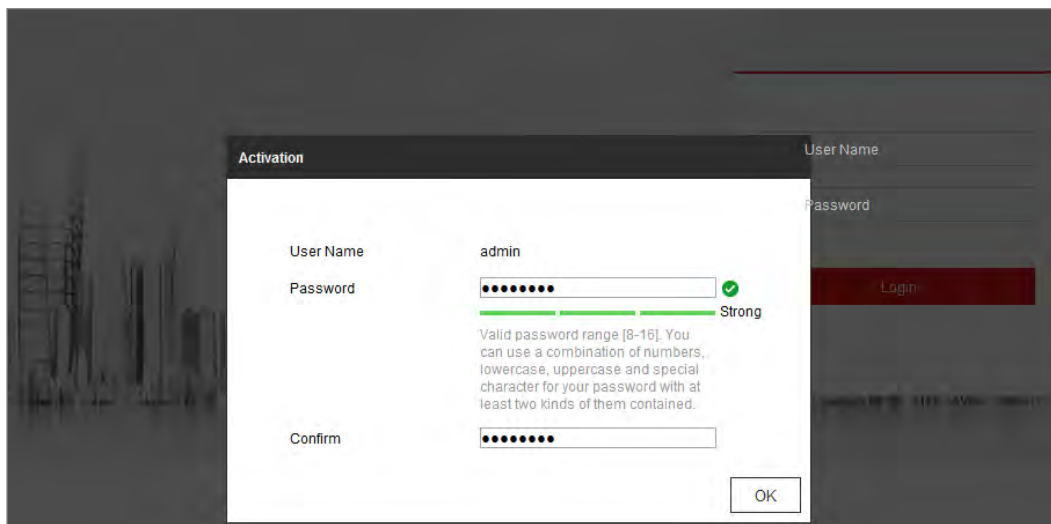 Activation
User Name
Password
Login
User Name admin
Password ●●●●●●●●
Strong
Valid password range [8-16]. You
can use a combination of numbers,
lowercase, uppercase and special
character for your password with at
least two kinds of them contained.
Confirm ●●●●●●●●
OK